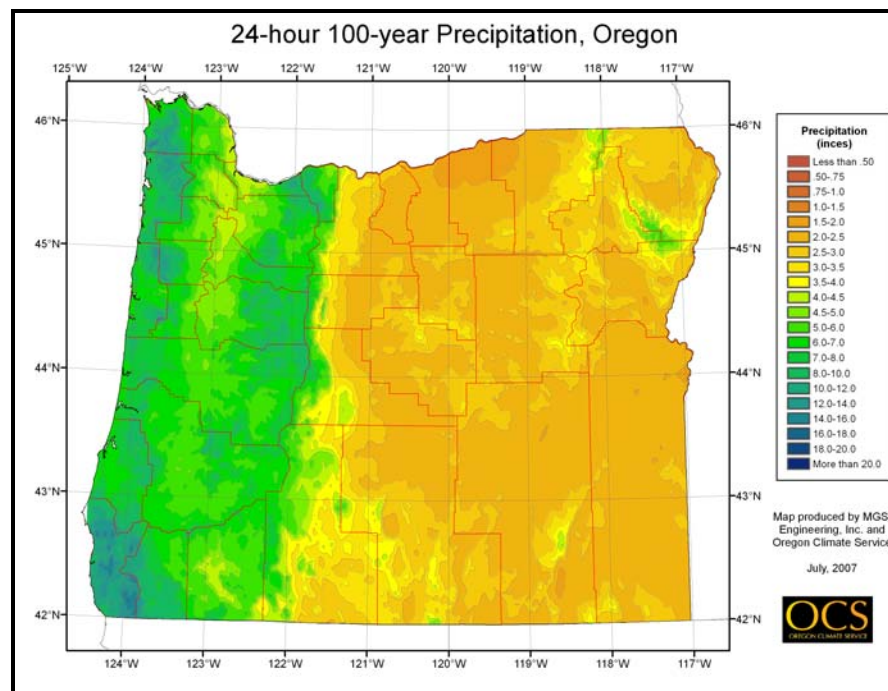 24-hour 100-year Precipitation, Oregon
125°W 124°W 123°W 122°W 121°W 120°W 119°W 118°W 117°W
46°N 46°N
45°N 45°N
44°N 44°N
43°N 43°N
42°N 42°N
124°W 123°W 122°W 121°W 120°W 119°W 118°W 117°W
Precipitation
(inces)
Less than .50
.50-.75
.75-1.0
1.0-1.5
1.5-2.0
2.0-2.5
2.5-3.0
3.0-3.5
3.5-4.0
4.0-4.5
4.5-5.0
5.0-6.0
6.0-7.0
7.0-8.0
8.0-10.0
10.0-12.0
12.0-14.0
14.0-16.0
16.0-18.0
18.0-20.0
More than 20.0
Map produced by MGS
Engineering, Inc. and
Oregon Climate Service
July, 2007
OCS
OREGON CLIMATE SERVICE